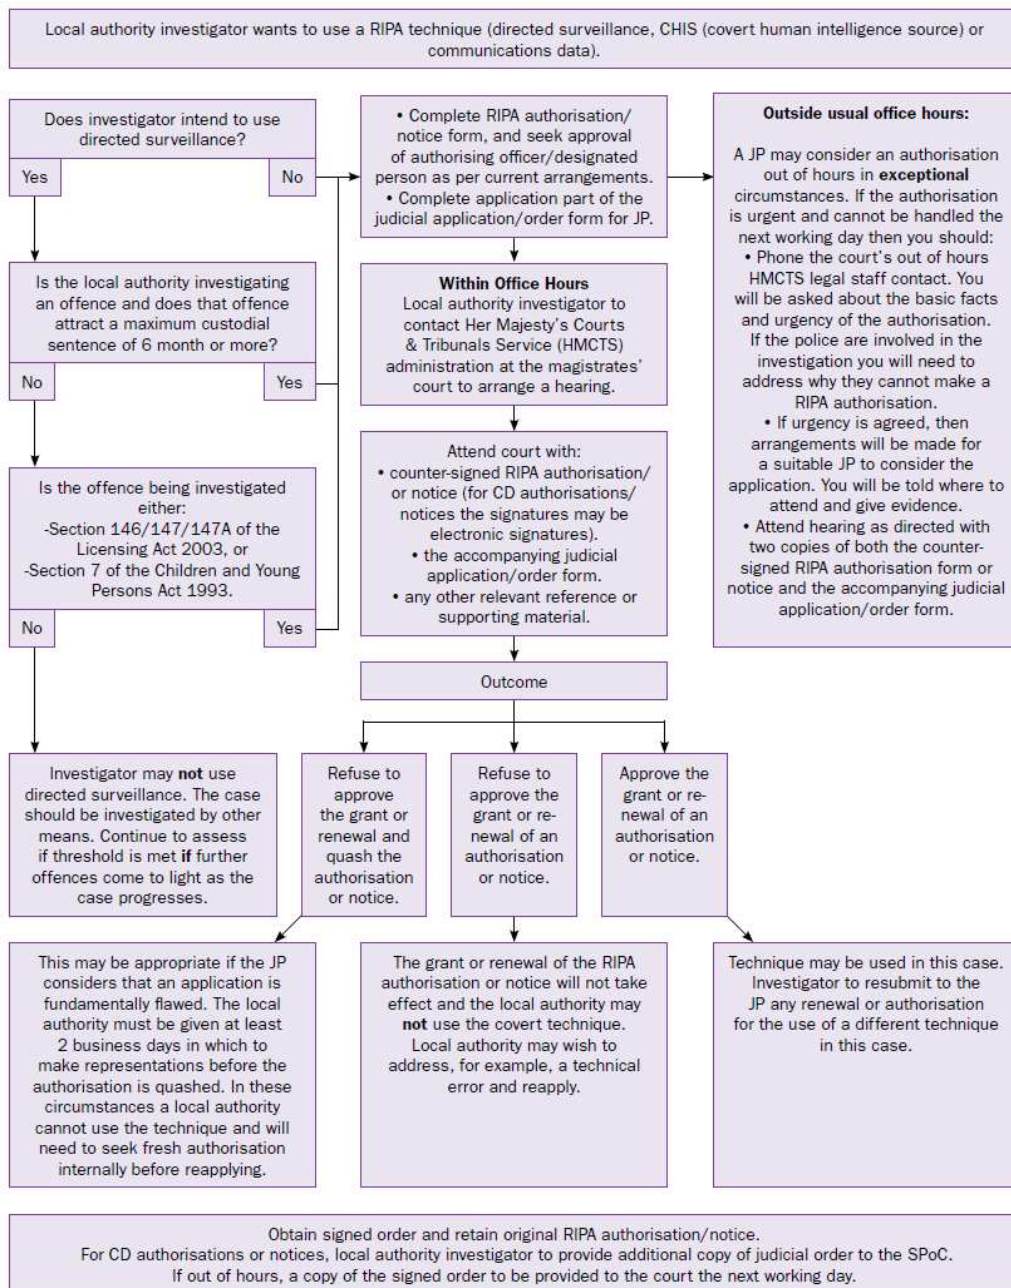 Local authority investigator wants to use a RIPA technique (directed surveillance, CHIS (covert human intelligence source) or
communications data).
Does investigator intend to use
directed surveillance?
Yes
No
Is the local authority investigating
an offence and does that offence
attract a maximum custodial
sentence of 6 month or more?
No
Yes
Is the offence being investigated
either:
-Section 146/147/147A of the
Licensing Act 2003, or
-Section 7 of the Children and Young
Persons Act 1993.
No
Yes
• Complete RIPA authorisation/
notice form, and seek approval
of authorising officer/designated
person as per current arrangements.
• Complete application part of the
judicial application/order form for JP.
Within Office Hours
Local authority investigator to
contact Her Majesty's Courts
& Tribunals Service (HMCTS)
administration at the magistrates'
court to arrange a hearing.
Attend court with:
• counter-signed RIPA authorisation/
or notice (for CD authorisations/
notices the signatures may be
electronic signatures).
• the accompanying judicial
application/order form.
• any other relevant reference or
supporting material.
Outside usual office hours:
A JP may consider an authorisation
out of hours in exceptional
circumstances. If the authorisation
is urgent and cannot be handled the
next working day then you should:
• Phone the court's out of hours
HMCTS legal staff contact. You
will be asked about the basic facts
and urgency of the authorisation.
If the police are involved in the
investigation you will need to
address why they cannot make a
RIPA authorisation.
• If urgency is agreed, then
arrangements will be made for
a suitable JP to consider the
application. You will be told where to
attend and give evidence.
• Attend hearing as directed with
two copies of both the counter-
signed RIPA authorisation form or
notice and the accompanying judicial
application/order form.
Outcome
Investigator may not use
directed surveillance. The case
should be investigated by other
means. Continue to assess
if threshold is met if further
offences come to light as the
case progresses.
Refuse to
approve
the grant or
renewal and
quash the
authorisation
or notice.
Refuse to
approve the
grant or re-
newal of an
authorisation
or notice.
Approve the
grant or re-
newal of an
authorisation
or notice.
This may be appropriate if the JP
considers that an application is
fundamentally flawed. The local
authority must be given at least
2 business days in which to
make representations before the
authorisation is quashed. In these
circumstances a local authority
cannot use the technique and will
need to seek fresh authorisation
internally before reapplying.
The grant or renewal of the RIPA
authorisation or notice will not take
effect and the local authority may
not use the covert technique.
Local authority may wish to
address, for example, a technical
error and reapply.
Technique may be used in this case.
Investigator to resubmit to the
JP any renewal or authorisation
for the use of a different technique
in this case.
Obtain signed order and retain original RIPA authorisation/notice.
For CD authorisations or notices, local authority investigator to provide additional copy of judicial order to the SPoC.
If out of hours, a copy of the signed order to be provided to the court the next working day.